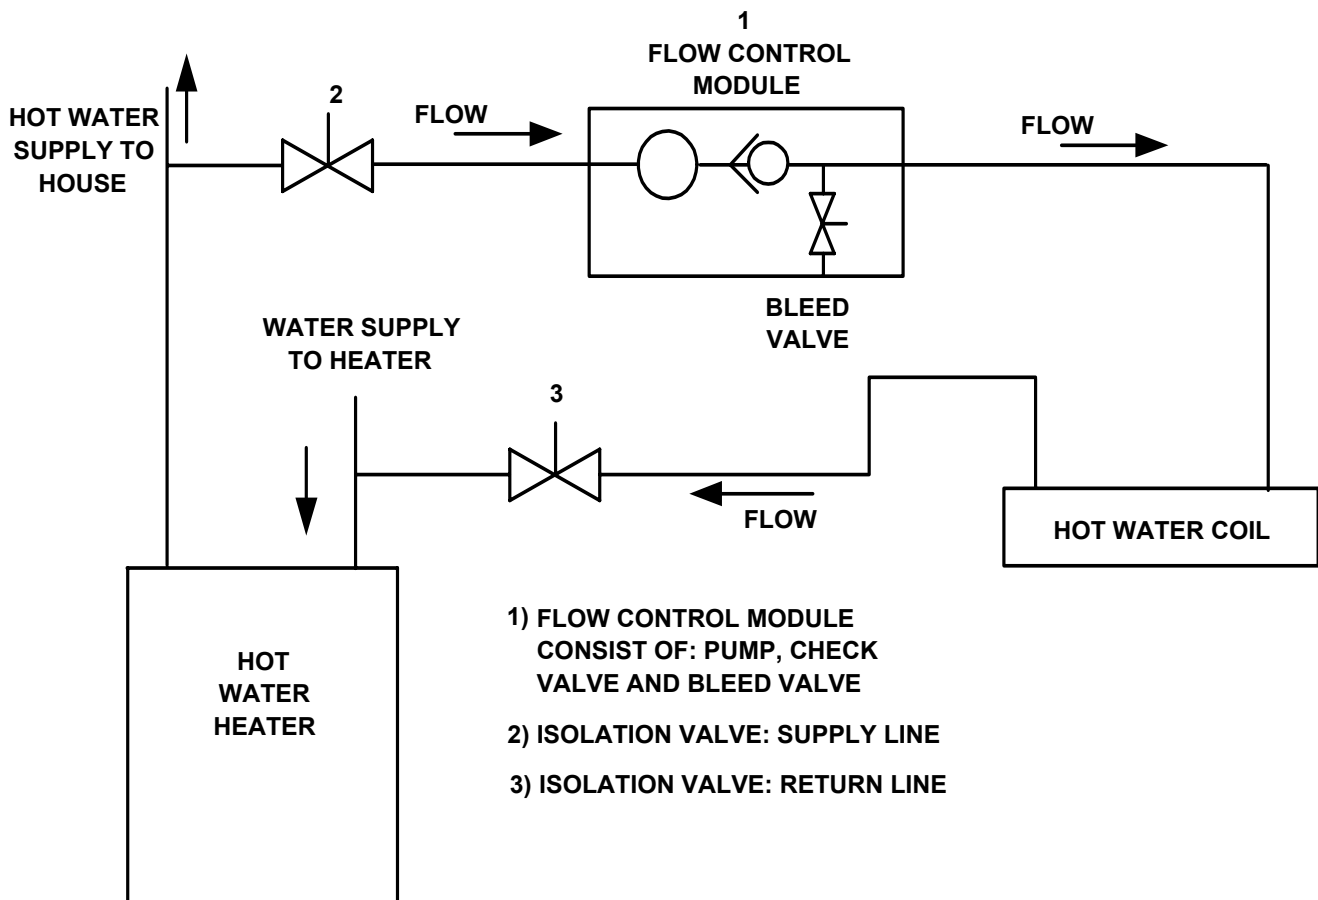 1
FLOW CONTROL
MODULE
2
FLOW
HOT WATER
SUPPLY TO
HOUSE
FLOW
BLEED
VALVE
WATER SUPPLY
TO HEATER
3
FLOW
HOT WATER COIL
HOT
WATER
HEATER
1) FLOW CONTROL MODULE
CONSIST OF: PUMP, CHECK
VALVE AND BLEED VALVE
2) ISOLATION VALVE: SUPPLY LINE
3) ISOLATION VALVE: RETURN LINE